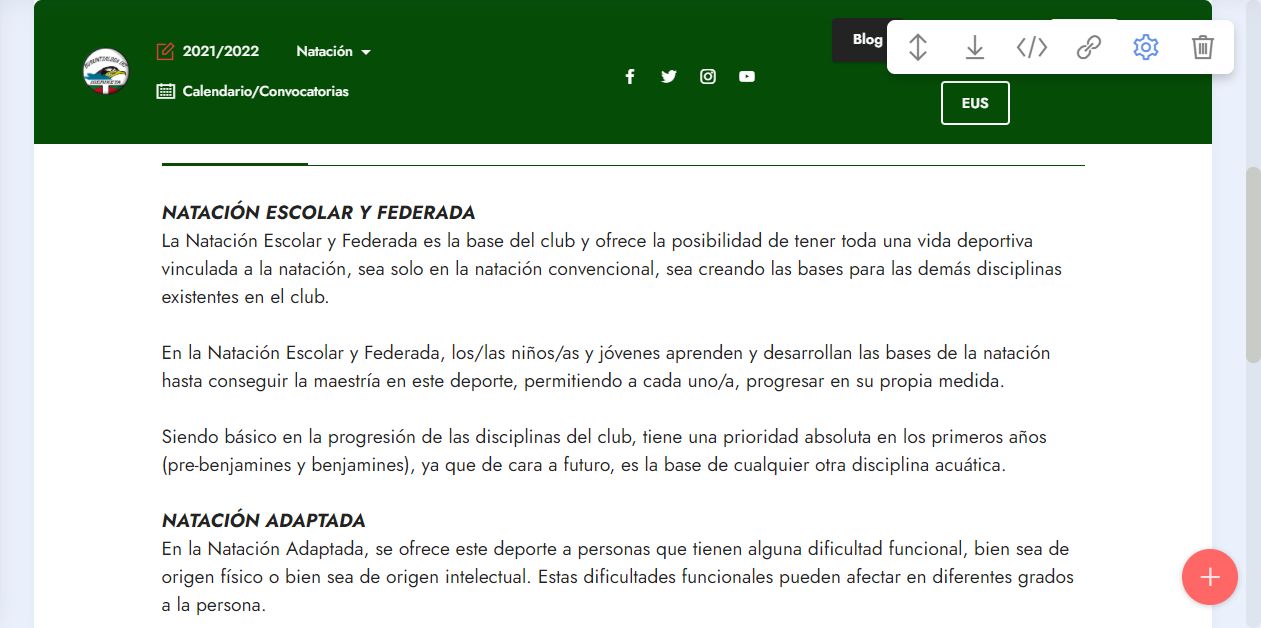 2021/2022
Natación
Calendario/Convocatorias
Blog
EUS
NATACIÓN ESCOLAR Y FEDERADA
La Natación Escolar y Federada es la base del club y ofrece la posibilidad de tener toda una vida deportiva
vinculada a la natación, sea solo en la natación convencional, sea creando las bases para las demás disciplinas
existentes en el club.
En la Natación Escolar y Federada, los/las niños/as y jóvenes aprenden y desarrollan las bases de la natación
hasta conseguir la maestría en este deporte, permitiendo a cada uno/a, progresar en su propia medida.
Siendo básico en la progresión de las disciplinas del club, tiene una prioridad absoluta en los primeros años
(pre-benjamines y benjamines), ya que de cara a futuro, es la base de cualquier otra disciplina acuática.
NATACIÓN ADAPTADA
En la Natación Adaptada, se ofrece este deporte a personas que tienen alguna dificultad funcional, bien sea de
origen físico o bien sea de origen intelectual. Estas dificultades funcionales pueden afectar en diferentes grados
a la persona.